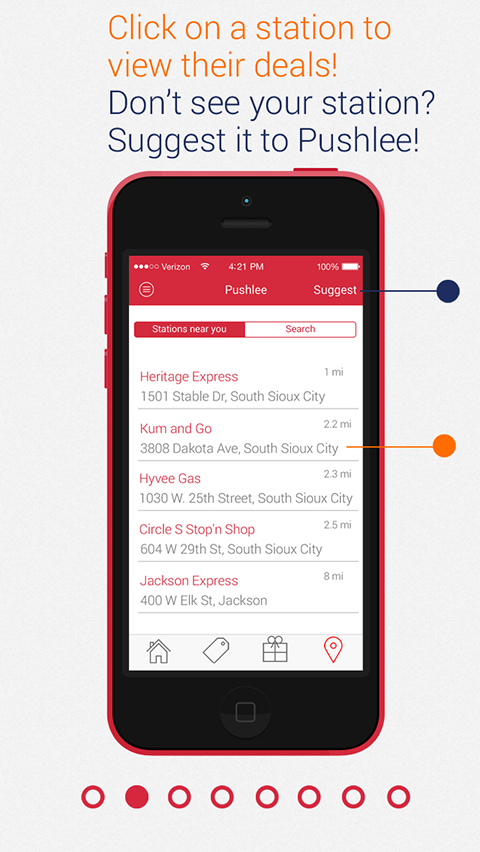 Click on a station to
view their deals!
Don't see your station?
Suggest it to Pushlee!
Verizon 4:21 PM 100%
Pushlee Suggest
Stations near you Search
Heritage Express 1 mi
1501 Stable Dr, South Sioux City
Kum and Go 2.2 mi
3808 Dakota Ave, South Sioux City
Hyvee Gas 2.3 mi
1030 W. 25th Street, South Sioux City
Circle S Stop'n Shop 2.5 mi
604 W 29th St, South Sioux City
Jackson Express 8 mi
400 W Elk St, Jackson